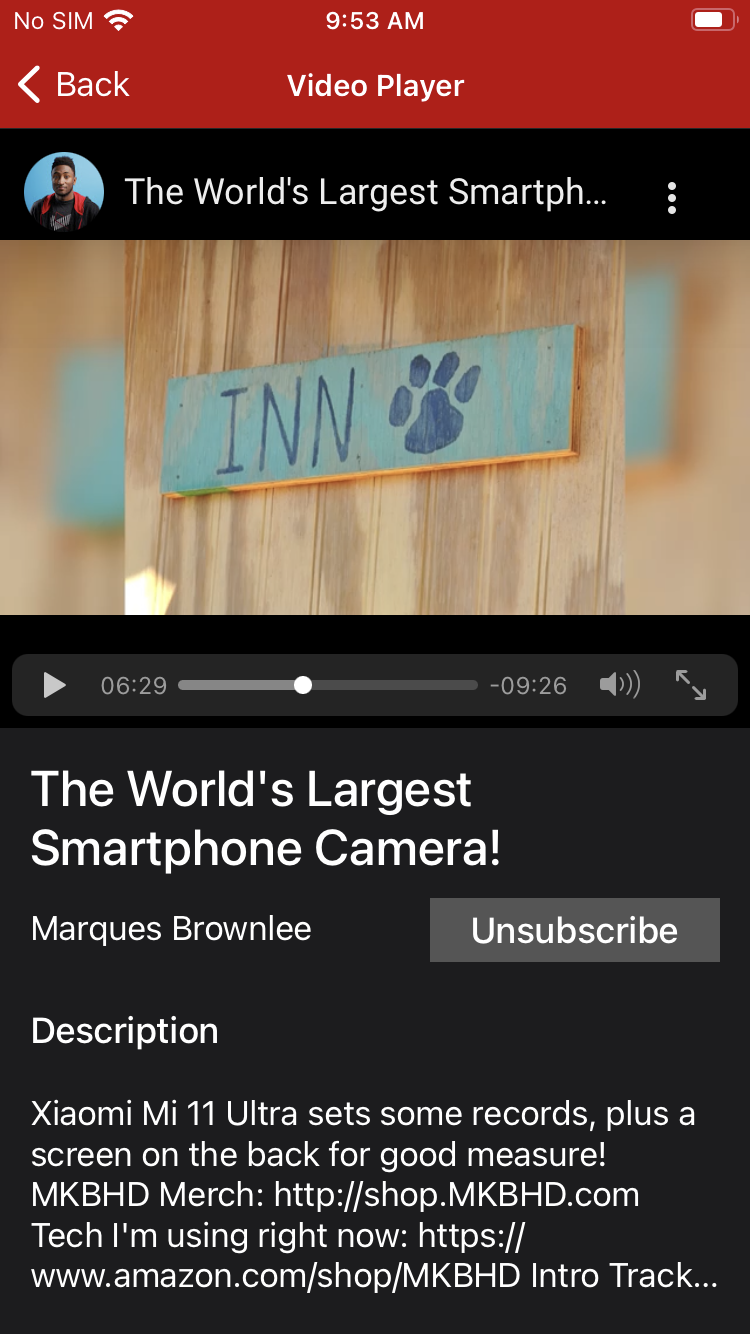 No SIM 9:53 AM
Back Video Player
The World's Largest Smartph...
INN
06:29 -09:26
The World's Largest
Smartphone Camera!
Marques Brownlee Unsubscribe
Description
Xiaomi Mi 11 Ultra sets some records, plus a
screen on the back for good measure!
MKBHD Merch: http://shop.MKBHD.com
Tech I'm using right now: https://
www.amazon.com/shop/MKBHD Intro Track...